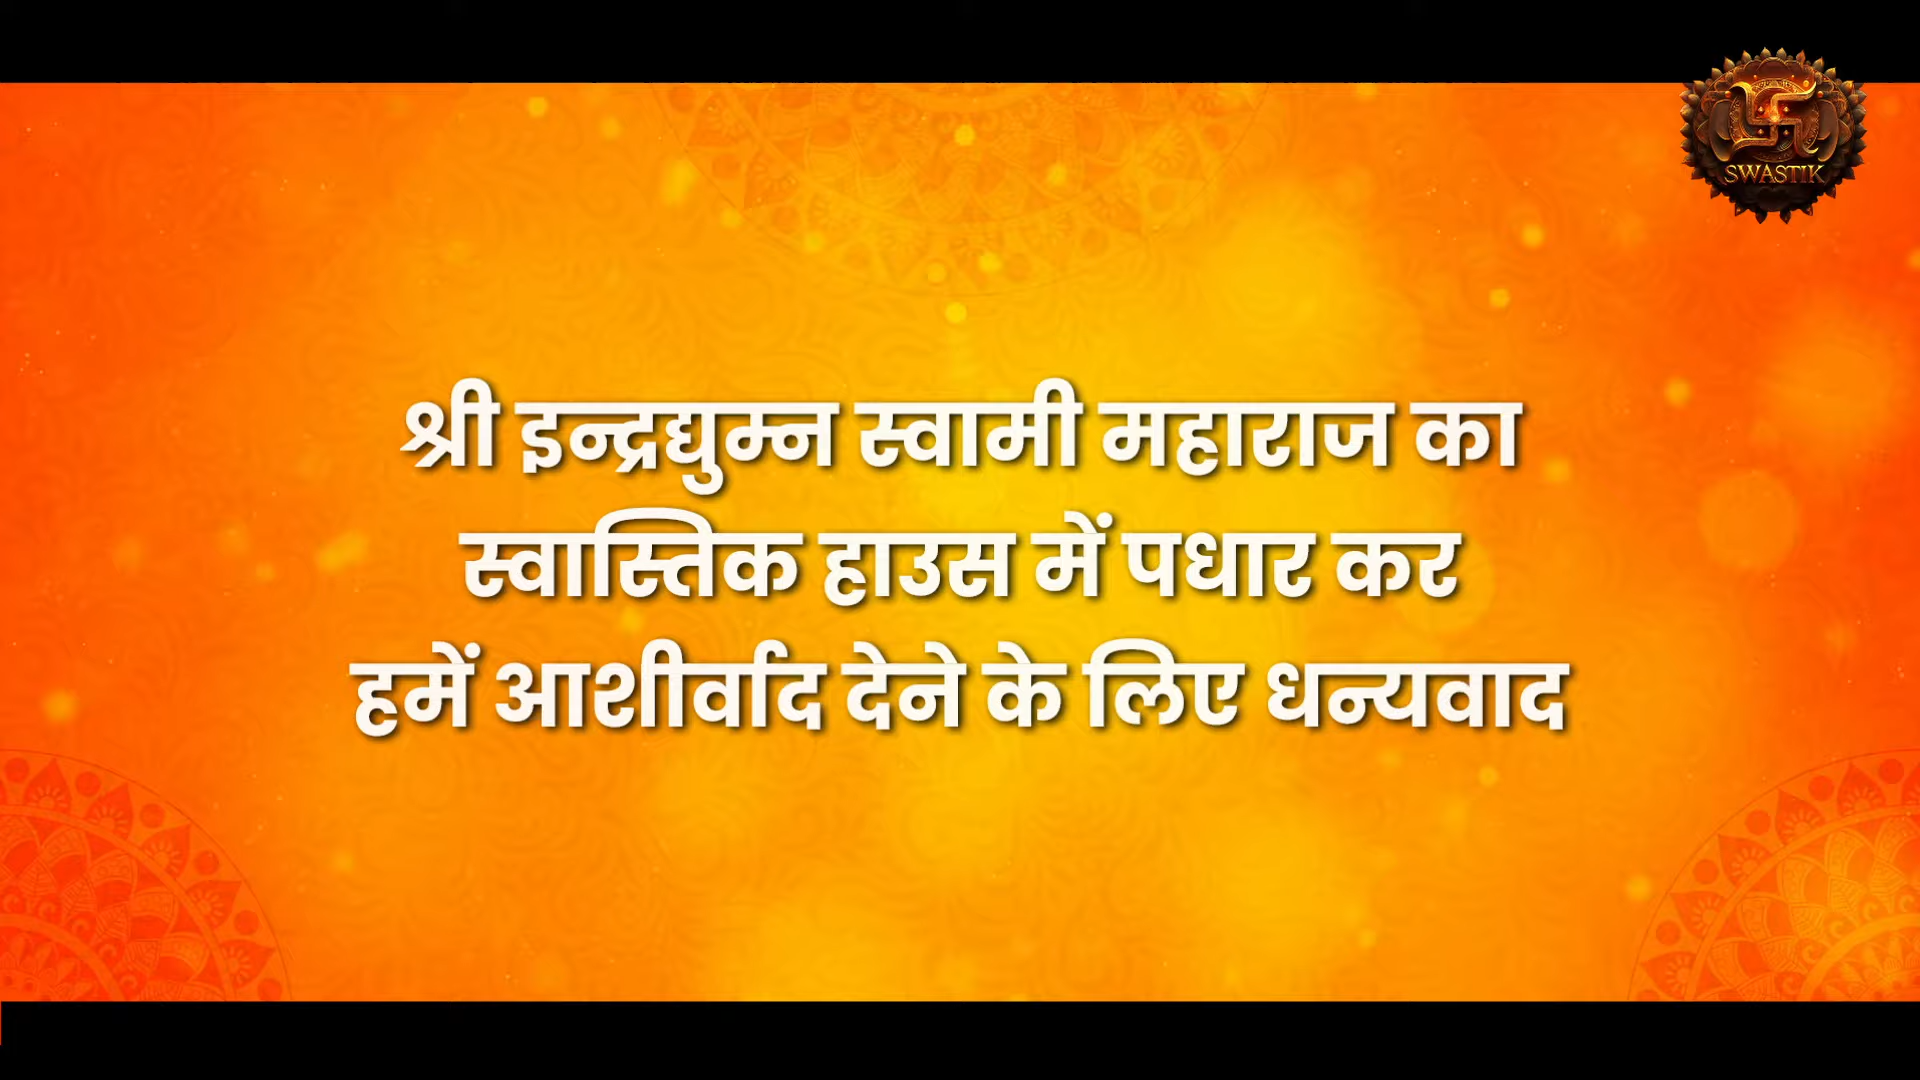 SWASTIK
श्री इन्द्रद्युम्न स्वामी महाराज का
स्वास्तिक हाउस में पधार कर
हमें आशीर्वाद देने के लिए धन्यवाद